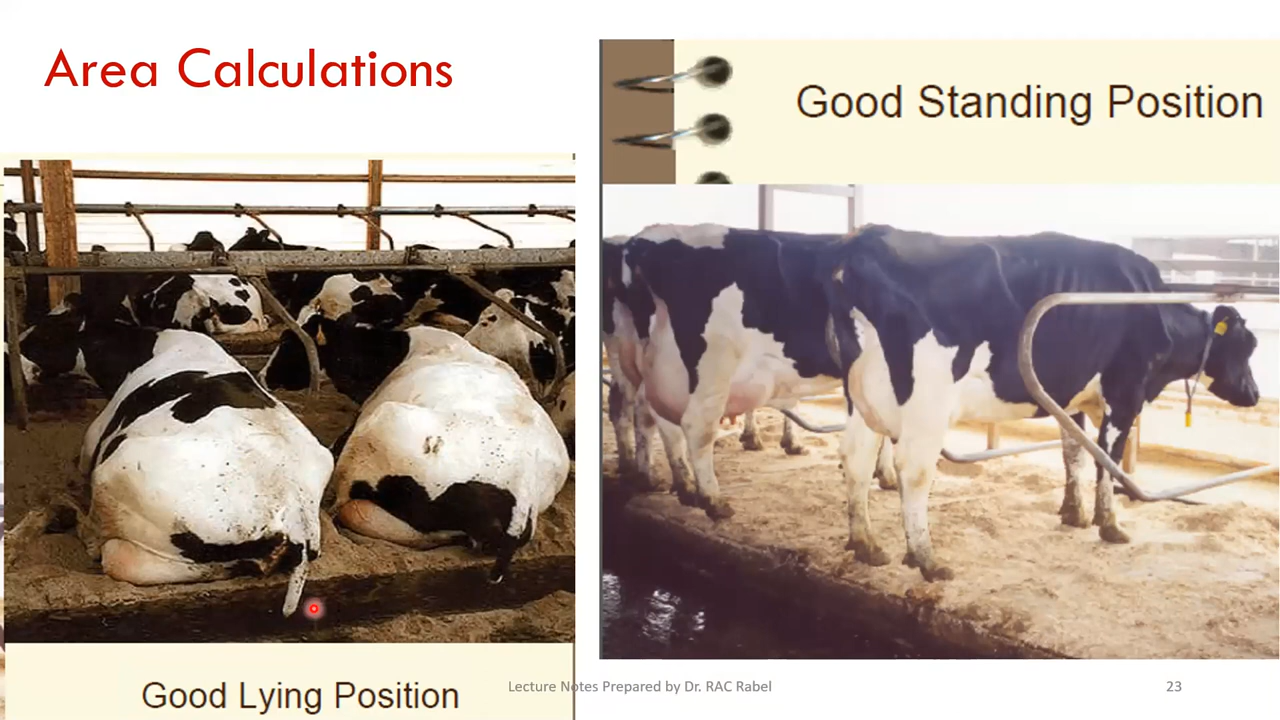 Area Calculations
Good Standing Position
Good Lying Position
Lecture Notes Prepared by Dr. RAC Rabel
23